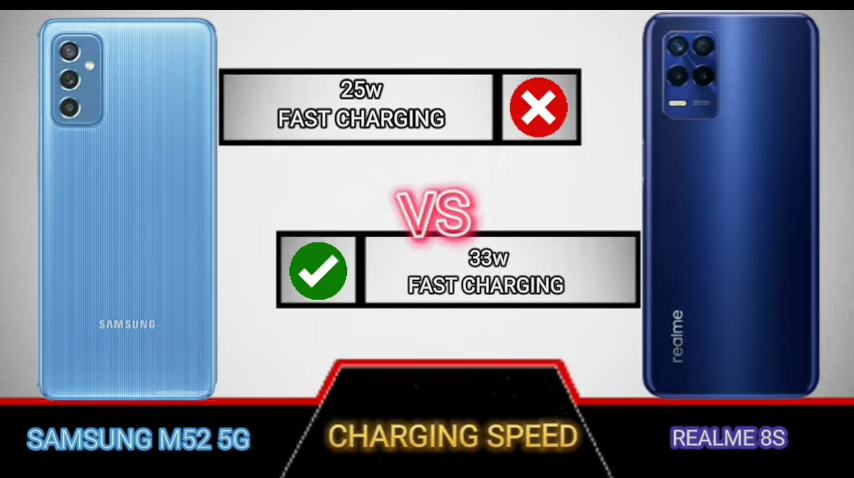 25w
FAST CHARGING
VS
33w
FAST CHARGING
SAMSUNG
realme
SAMSUNG M52 5G
CHARGING SPEED
REALME 8S